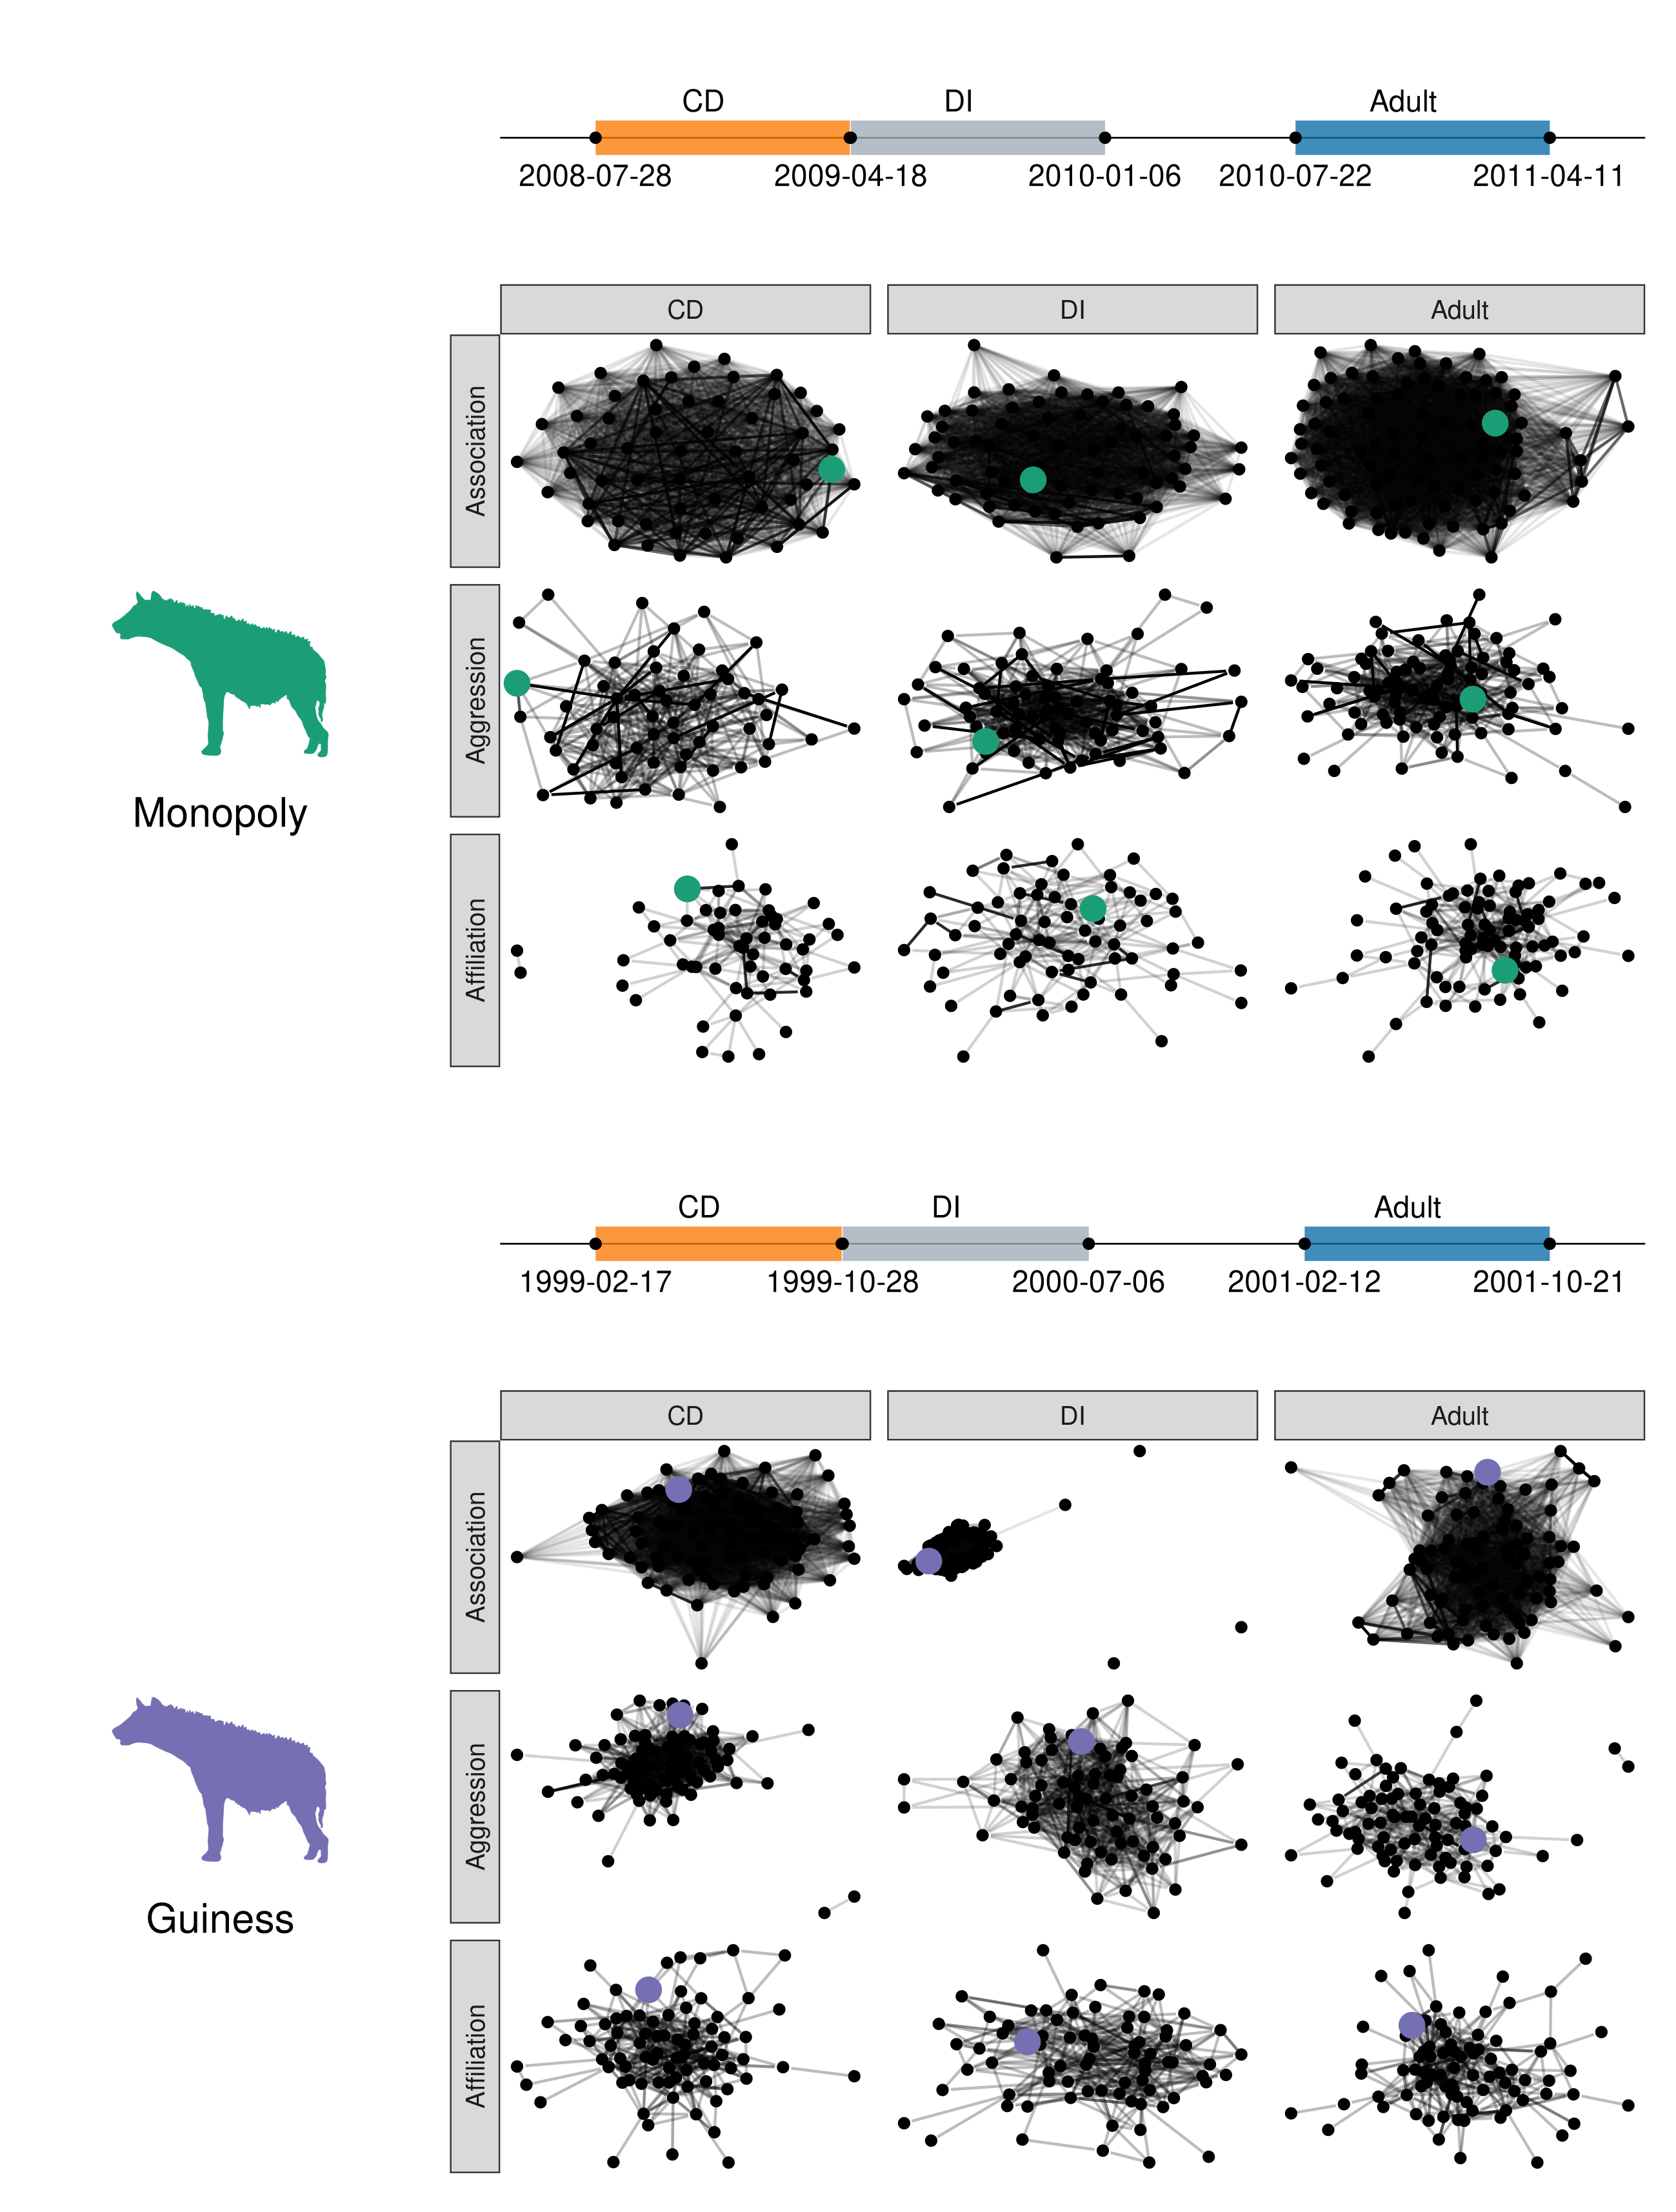 CD DI Adult
2008-07-28 2009-04-18 2010-01-06 2010-07-22 2011-04-11
CD DI Adult
Association
Aggression
Monopoly
Affiliation
CD DI Adult
1999-02-17 1999-10-28 2000-07-06 2001-02-12 2001-10-21
CD DI Adult
Association
Aggression
Guiness
Affiliation